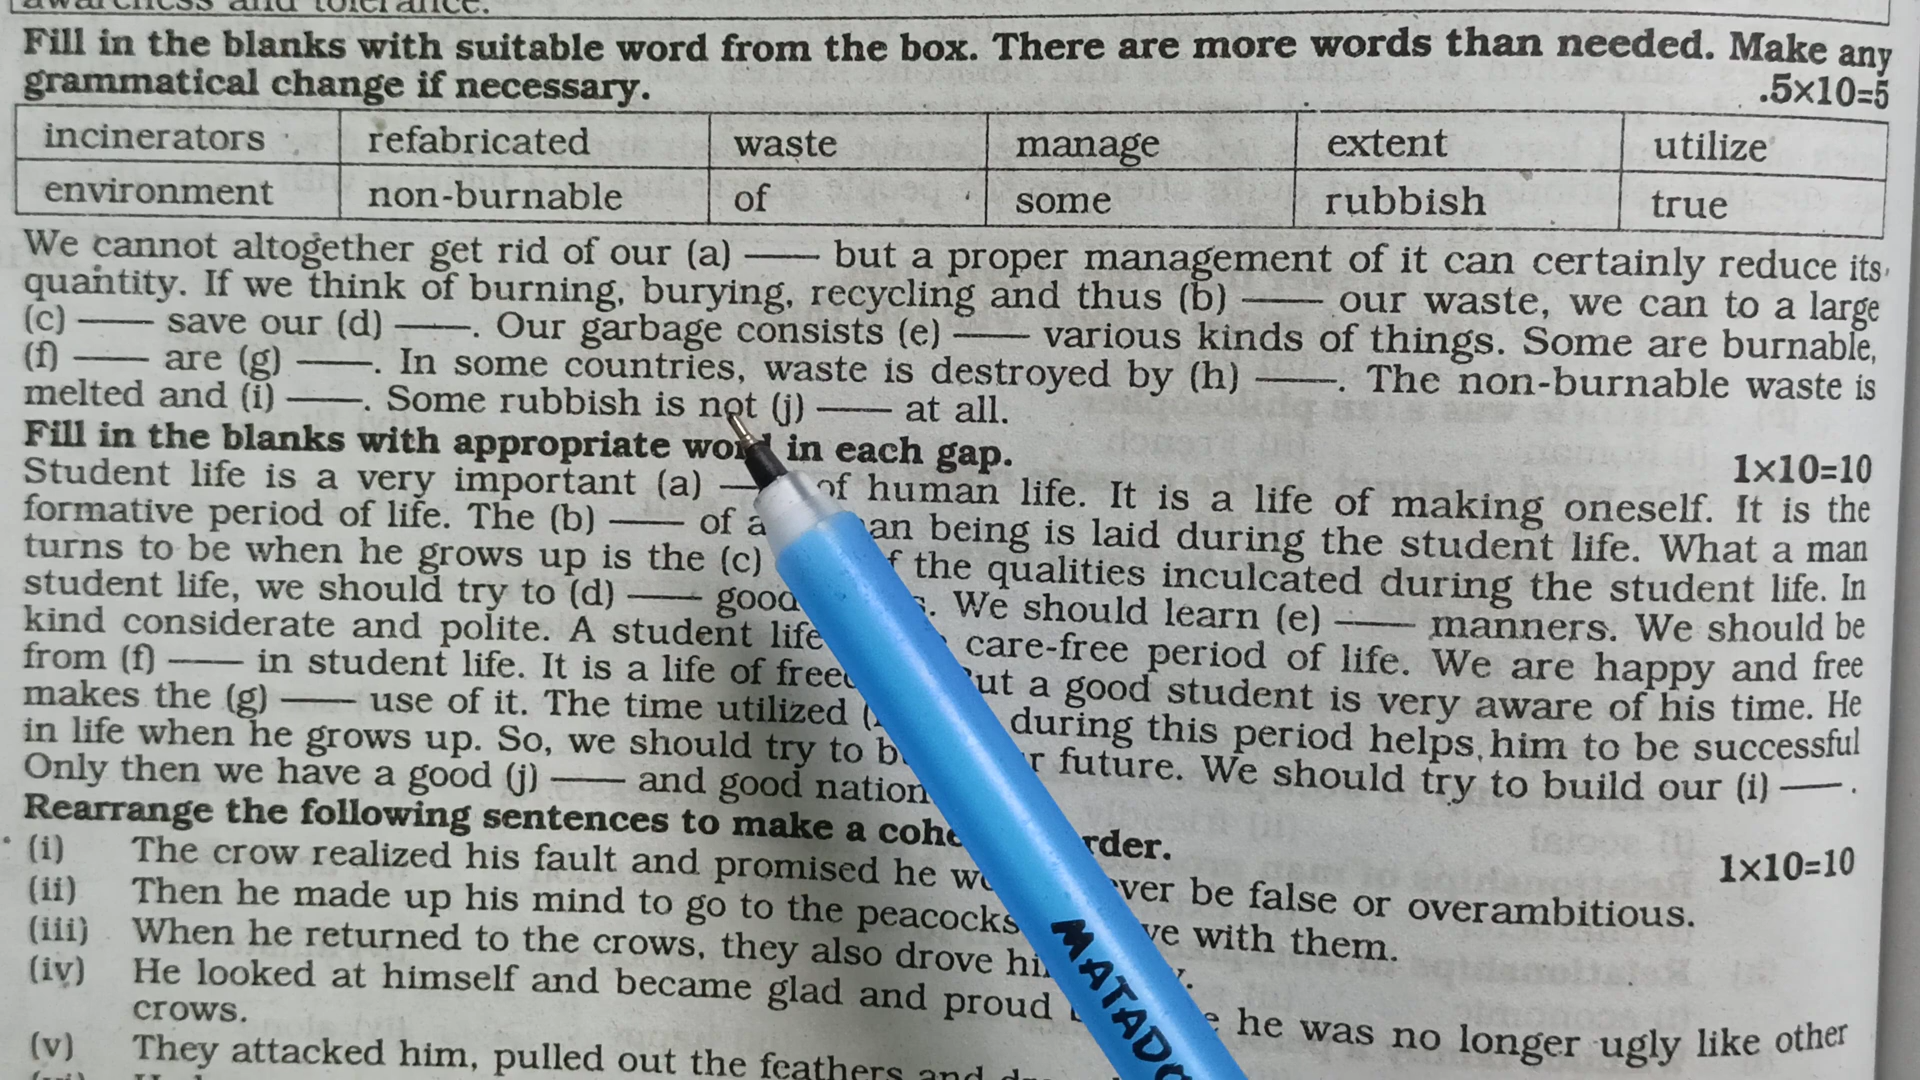 awareness and tolerance.
Fill in the blanks with suitable word from the box. There are more words than needed. Make any
grammatical change if necessary. .5×10=5
incinerators refabricated waste manage extent utilize
environment non-burnable of some rubbish true
We cannot altogether get rid of our (a) —— but a proper management of it can certainly reduce its
quantity. If we think of burning, burying, recycling and thus (b) —— our waste, we can to a large
(c) —— save our (d) ——. Our garbage consists (e) —— various kinds of things. Some are burnable,
(f) —— are (g) ——. In some countries, waste is destroyed by (h) ——. The non-burnable waste is
melted and (i) ——. Some rubbish is not (j) —— at all.
Fill in the blanks with appropriate word in each gap. 1×10=10
Student life is a very important (a) —— of human life. It is a life of making oneself. It is the
formative period of life. The (b) —— of a an being is laid during the student life. What a man
turns to be when he grows up is the (c) the qualities inculcated during the student life. In
student life, we should try to (d) —— good We should learn (e) —— manners. We should be
kind considerate and polite. A student life care-free period of life. We are happy and free
from (f) —— in student life. It is a life of free ut a good student is very aware of his time. He
makes the (g) —— use of it. The time utilized during this period helps him to be successful
in life when he grows up. So, we should try to b r future. We should try to build our (i) ——.
Only then we have a good (j) —— and good nation
Rearrange the following sentences to make a cohe rder. 1×10=10
(i) The crow realized his fault and promised he wo ver be false or overambitious.
(ii) Then he made up his mind to go to the peacocks ve with them.
(iii) When he returned to the crows, they also drove hi
(iv) He looked at himself and became glad and proud he was no longer ugly like other
crows.
(v) They attacked him, pulled out the feathers and
MATADO